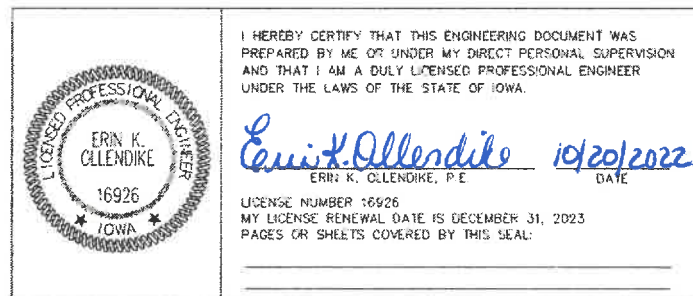 LICENSED PROFESSIONAL ENGINEER
ERIN K.
OLLENDIKE
16926
IOWA
I HEREBY CERTIFY THAT THIS ENGINEERING DOCUMENT WAS
PREPARED BY ME OR UNDER MY DIRECT PERSONAL SUPERVISION
AND THAT I AM A DULY LICENSED PROFESSIONAL ENGINEER
UNDER THE LAWS OF THE STATE OF IOWA.
Erin K. Ollendike 10/20/2022
ERIN K. OLLENDIKE, P.E. DATE
LICENSE NUMBER 16926
MY LICENSE RENEWAL DATE IS DECEMBER 31, 2023
PAGES OR SHEETS COVERED BY THIS SEAL: